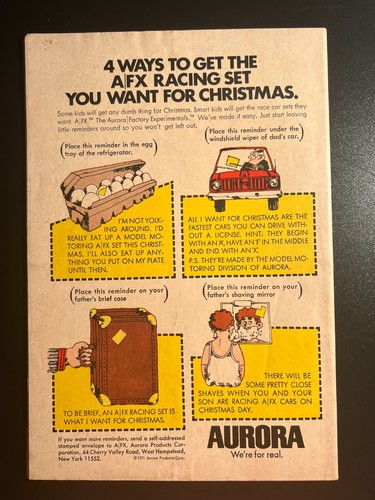 4 WAYS TO GET THE
A/FX RACING SET
YOU WANT FOR CHRISTMAS.
Some kids will get any dumb thing for Christmas. Smart kids will get the race car sets they
want. A/FX.™ The Aurora/Factory Experimentals.™ We've made it easy. Just start leaving
little reminders around so you won't get left out.
Place this reminder in the egg
tray of the refrigerator.
I'M NOT YOLK-
ING AROUND. I'D
REALLY EAT UP A MODEL MO-
TORING A/FX SET THIS CHRIST-
MAS. I'LL ALSO EAT UP ANY-
THING YOU PUT ON MY PLATE
UNTIL THEN.
Place this reminder under the
windshield wiper of dad's car.
ALL I WANT FOR CHRISTMAS ARE THE
FASTEST CARS YOU CAN DRIVE WITH-
OUT A LICENSE. HINT: THEY BEGIN
WITH AN "A", HAVE AN "F" IN THE MIDDLE
AND END WITH AN "X".
P.S. THEY'RE MADE BY THE MODEL MO-
TORING DIVISION OF AURORA.
Place this reminder on your
father's brief case
TO BE BRIEF, AN A/FX RACING SET IS
WHAT I WANT FOR CHRISTMAS.
Place this reminder on your
father's shaving mirror
THERE WILL BE
SOME PRETTY CLOSE
SHAVES WHEN YOU AND YOUR
SON ARE RACING A/FX CARS ON
CHRISTMAS DAY.
If you want more reminders, send a self-addressed
stamped envelope to A/FX, Aurora Products Cor-
poration, 44 Cherry Valley Road, West Hempstead,
New York 11552.
©1971 Aurora Products Corp.
AURORA
We're for real.